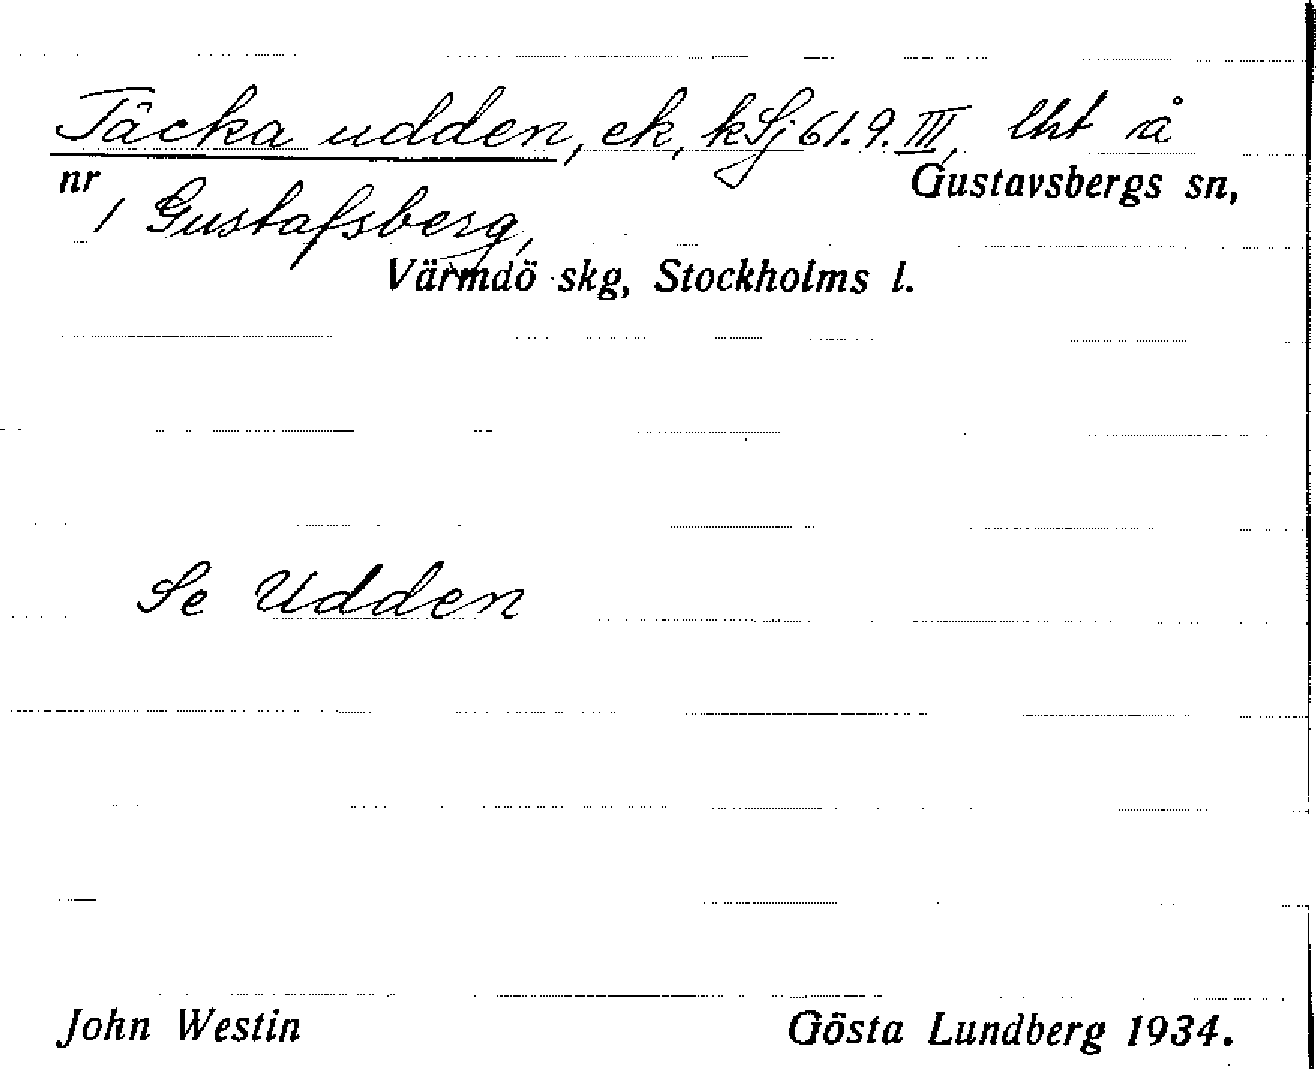 Täcka udden, ek, kSj 61.9.III, lht å
nr 1 Gustafsberg, Gustavsbergs sn,
Värmdö skg, Stockholms l.
Se Udden
John Westin Gösta Lundberg 1934.